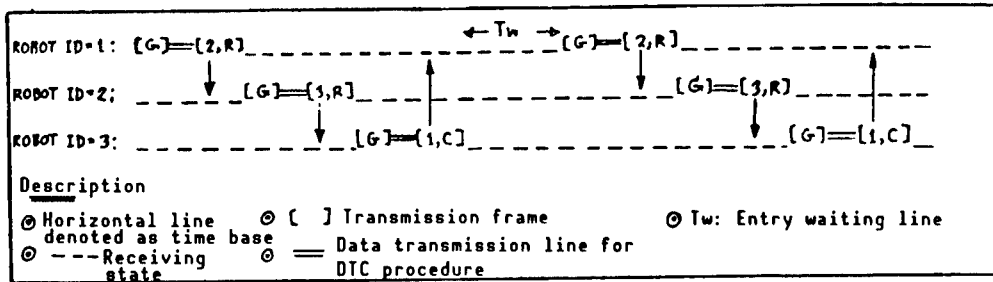 ← Tw →
ROBOT ID=1: [G]==[2,R] [G]==[2,R]
ROBOT ID=2: [G]==[3,R] [G]==[3,R]
ROBOT ID=3: [G]==[1,C] [G]==[1,C]
Description
⊙ Horizontal line denoted as time base
⊙ ---Receiving state
⊙ [ ] Transmission frame
⊙ == Data transmission line for DTC procedure
⊙ Tw: Entry waiting line